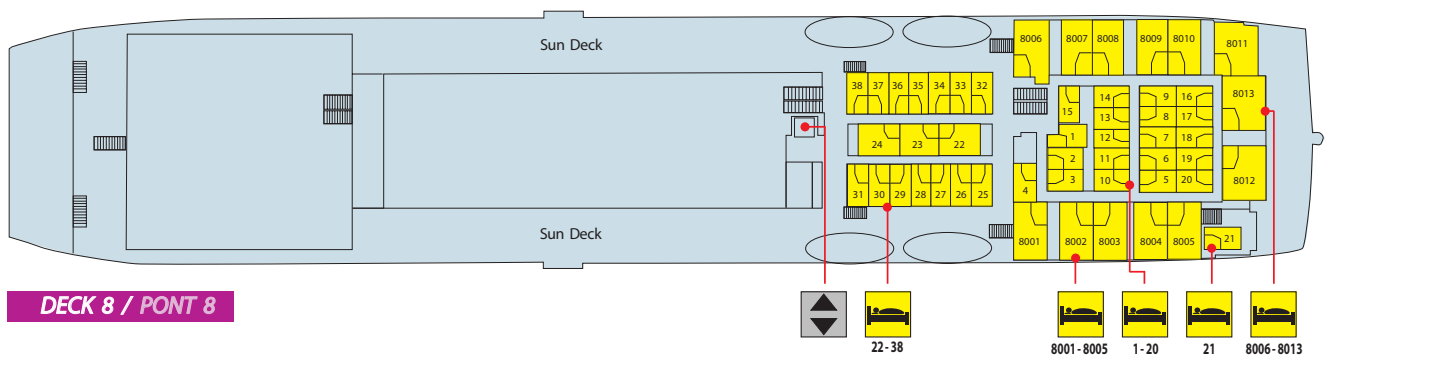 Sun Deck
8006 8007 8008 8009 8010 8011
38 37 36 35 34 33 32
8013
14 9 16
15 13 8 17
1 12 7 18
24 23 22
2 11 6 19
3 10 5 20
8012
31 30 29 28 27 26 25
4
Sun Deck
8001 8002 8003 8004 8005 21
DECK 8 / PONT 8
22-38
8001-8005 1-20 21 8006-8013